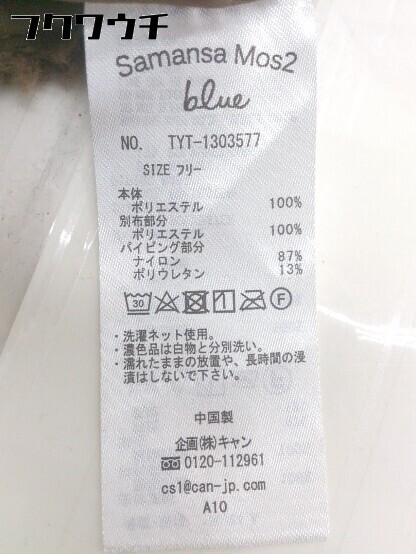 フクワウチ
Samansa Mos2
blue
NO. TYT-1303577
SIZE フリー
本体
ポリエステル 100%
別布部分
ポリエステル 100%
パイピング部分
ナイロン 87%
ポリウレタン 13%
30 F
・洗濯ネット使用。
・濃色品は白物と分別洗い。
・濡れたままの放置や、長時間の浸
漬はしないで下さい。
中国製
企画(株)キャン
0120-112961
cs1@can-jp.com
A10